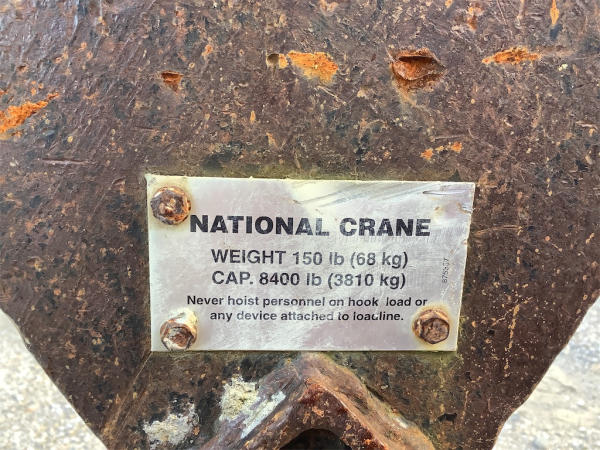 NATIONAL CRANE
WEIGHT 150 lb (68 kg)
CAP. 8400 lb (3810 kg)
Never hoist personnel on hook, load or
any device attached to loadline.